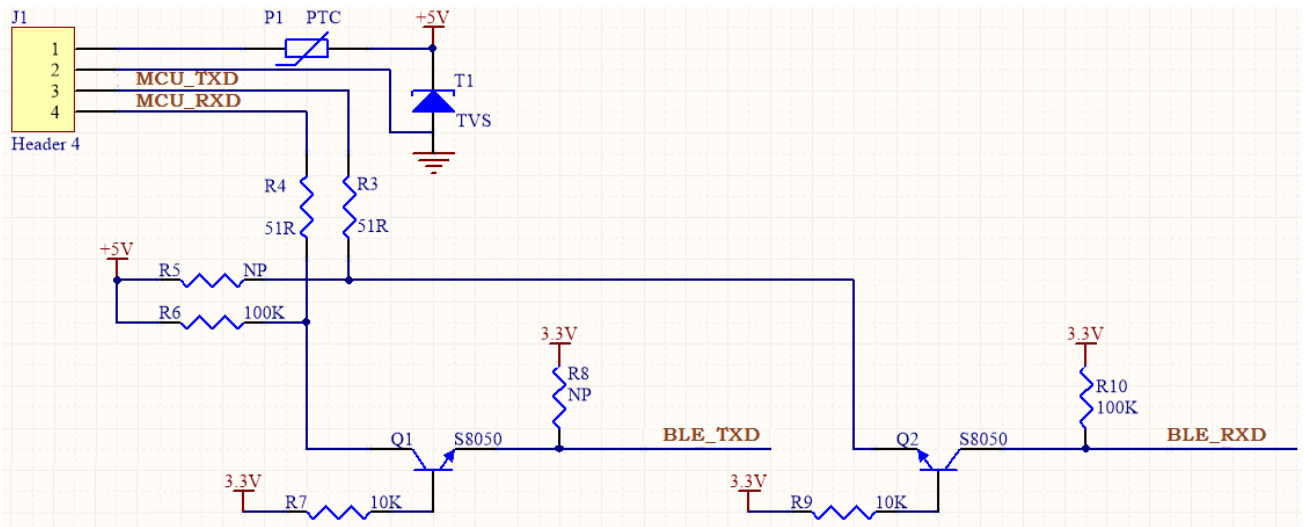 J1
P1 PTC
+5V
1
2
3
4
MCU_TXD
MCU_RXD
T1
TVS
Header 4
R4
51R
R3
51R
+5V
R5 NP
R6 100K
3.3V
R8
NP
3.3V
R10
100K
Q1 S8050
BLE_TXD
Q2 S8050
BLE_RXD
3.3V
R7 10K
3.3V
R9 10K